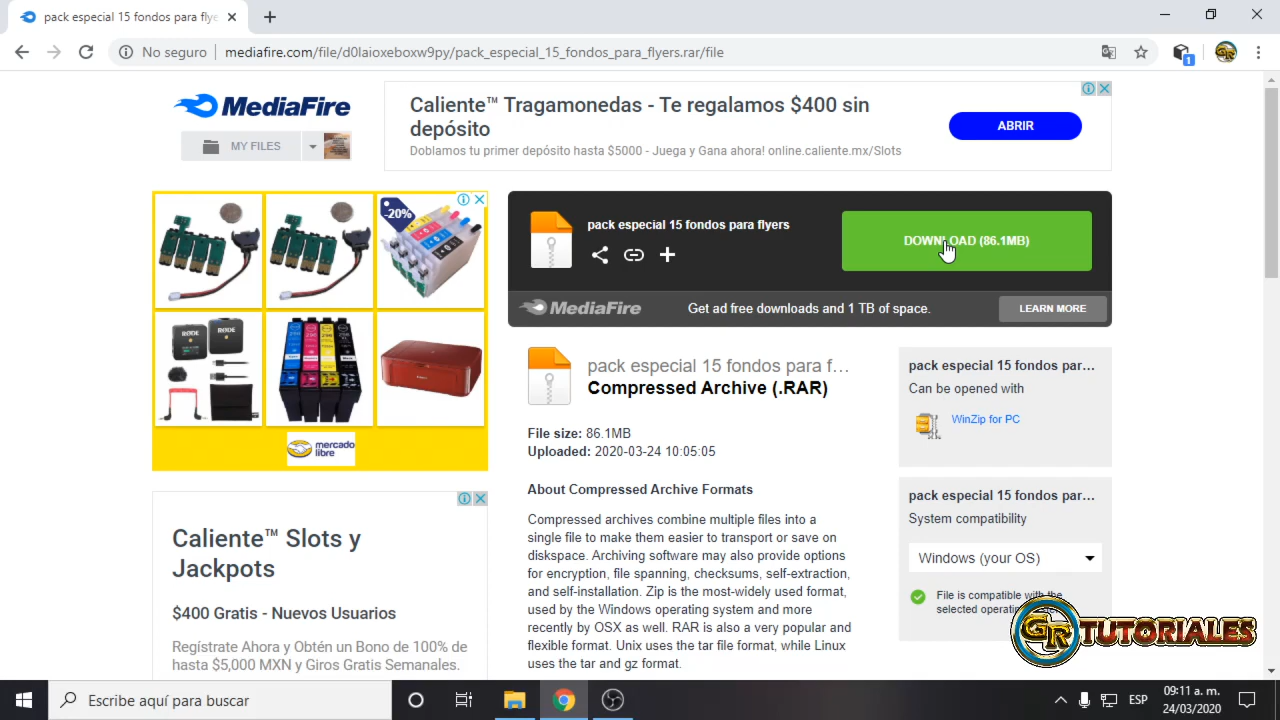 pack especial 15 fondos para flye
No seguro
mediafire.com/file/d0laioxeboxw9py/pack_especial_15_fondos_para_flyers.rar/file
1
MediaFire
MY FILES
Caliente™ Tragamonedas - Te regalamos $400 sin
depósito
Doblamos tu primer depósito hasta $5000 - Juega y Gana ahora! online.caliente.mx/Slots
ABRIR
-20%
mercado
libre
pack especial 15 fondos para flyers
DOWNLOAD (86.1MB)
MediaFire
Get ad free downloads and 1 TB of space.
LEARN MORE
pack especial 15 fondos para f...
Compressed Archive (.RAR)
File size: 86.1MB
Uploaded: 2020-03-24 10:05:05
About Compressed Archive Formats
Compressed archives combine multiple files into a
single file to make them easier to transport or save on
diskspace. Archiving software may also provide options
for encryption, file spanning, checksums, self-extraction,
and self-installation. Zip is the most-widely used format,
used by the Windows operating system and more
recently by OSX as well. RAR is also a very popular and
flexible format. Unix uses the tar file format, while Linux
uses the tar and gz format.
pack especial 15 fondos par...
Can be opened with
WinZip for PC
pack especial 15 fondos par...
System compatibility
Windows (your OS)
File is compatible with the
selected operati
Caliente™ Slots y
Jackpots
$400 Gratis - Nuevos Usuarios
Regístrate Ahora y Obtén un Bono de 100% de
hasta $5,000 MXN y Giros Gratis Semanales.
GR TUTORIALES
Escribe aquí para buscar
ESP
09:11 a. m.
24/03/2020